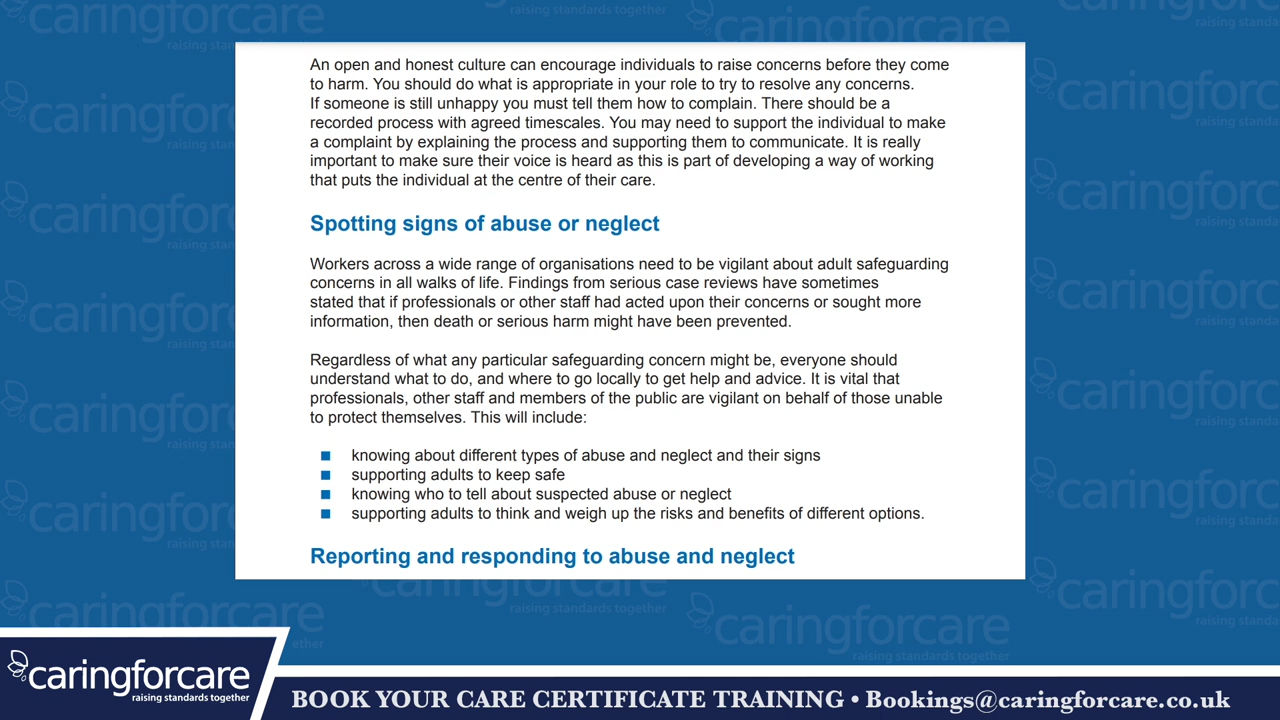 An open and honest culture can encourage individuals to raise concerns before they come
to harm. You should do what is appropriate in your role to try to resolve any concerns.
If someone is still unhappy you must tell them how to complain. There should be a
recorded process with agreed timescales. You may need to support the individual to make
a complaint by explaining the process and supporting them to communicate. It is really
important to make sure their voice is heard as this is part of developing a way of working
that puts the individual at the centre of their care.
Spotting signs of abuse or neglect
Workers across a wide range of organisations need to be vigilant about adult safeguarding
concerns in all walks of life. Findings from serious case reviews have sometimes
stated that if professionals or other staff had acted upon their concerns or sought more
information, then death or serious harm might have been prevented.
Regardless of what any particular safeguarding concern might be, everyone should
understand what to do, and where to go locally to get help and advice. It is vital that
professionals, other staff and members of the public are vigilant on behalf of those unable
to protect themselves. This will include:
knowing about different types of abuse and neglect and their signs
supporting adults to keep safe
knowing who to tell about suspected abuse or neglect
supporting adults to think and weigh up the risks and benefits of different options.
Reporting and responding to abuse and neglect
caringforcare
raising standards together
BOOK YOUR CARE CERTIFICATE TRAINING • Bookings@caringforcare.co.uk